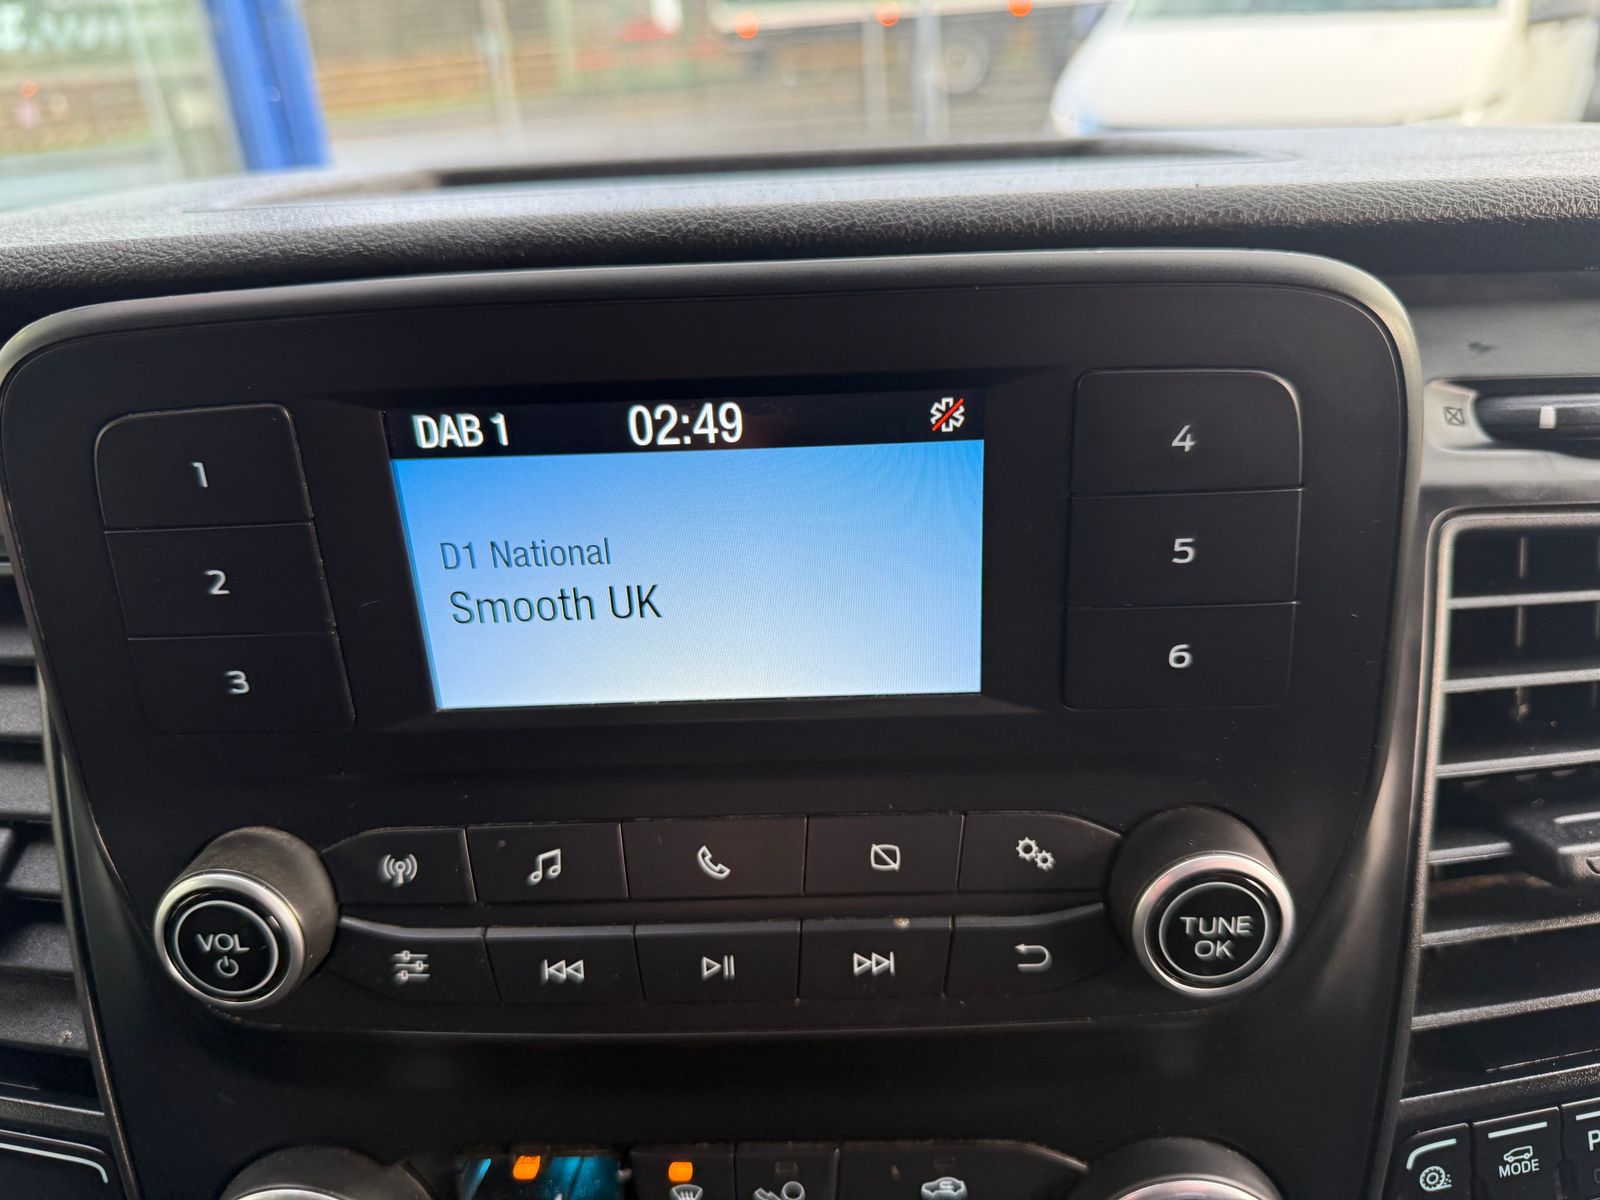 DAB 1 02:49
D1 National
Smooth UK
1
2
3
4
5
6
VOL
TUNE
OK
MODE
P